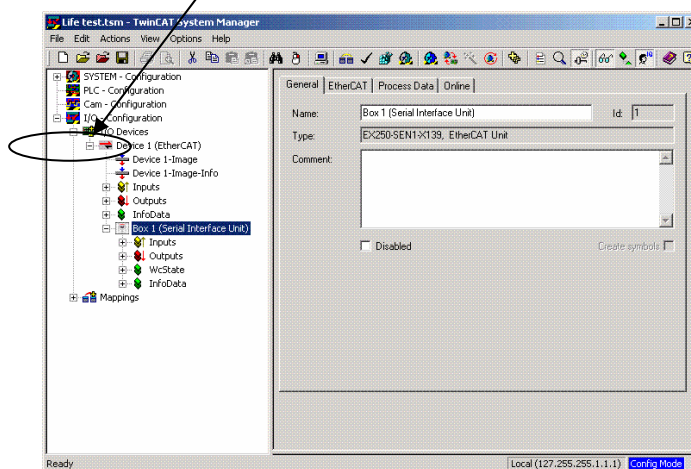 Life test.tsm - TwinCAT System Manager
File Edit Actions View Options Help
SYSTEM - Configuration
PLC - Configuration
Cam - Configuration
I/O - Configuration
I/O Devices
Device 1 (EtherCAT)
Device 1-Image
Device 1-Image-Info
Inputs
Outputs
InfoData
Box 1 (Serial Interface Unit)
Inputs
Outputs
WcState
InfoData
Mappings
General EtherCAT Process Data Online
Name: Box 1 (Serial Interface Unit) Id: 1
Type: EX250-SEN1-X139, EtherCAT Unit
Comment:
Disabled Create symbols
Ready Local (127.255.255.1.1.1) Config Mode